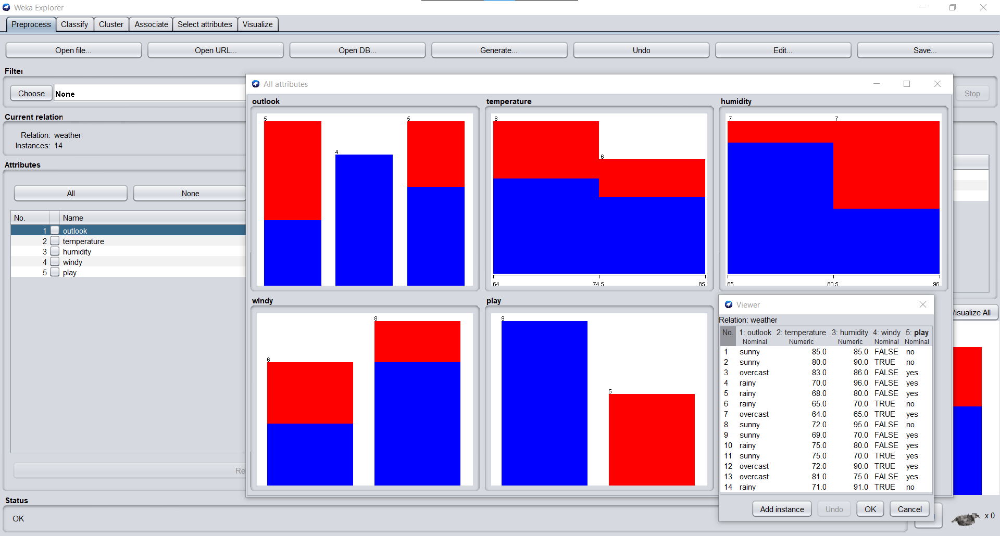 Weka Explorer
Preprocess Classify Cluster Associate Select attributes Visualize
Open file... Open URL... Open DB... Generate... Undo Edit... Save...
Filter
Choose None
Stop
Current relation
Relation: weather
Instances: 14
Attributes
All None
No. Name
1 outlook
2 temperature
3 humidity
4 windy
5 play
Status
OK
All attributes
outlook
5 4 5
temperature
8 6
64 74.5 85
humidity
7 7
65 80.5 96
windy
6 8
play
9 5
Visualize All
x 0
Viewer
Relation: weather
No. 1: outlook 2: temperature 3: humidity 4: windy 5: play
Nominal Numeric Numeric Nominal Nominal
1 sunny 85.0 85.0 FALSE no
2 sunny 80.0 90.0 TRUE no
3 overcast 83.0 86.0 FALSE yes
4 rainy 70.0 96.0 FALSE yes
5 rainy 68.0 80.0 FALSE yes
6 rainy 65.0 70.0 TRUE no
7 overcast 64.0 65.0 TRUE yes
8 sunny 72.0 95.0 FALSE no
9 sunny 69.0 70.0 FALSE yes
10 rainy 75.0 80.0 FALSE yes
11 sunny 75.0 70.0 TRUE yes
12 overcast 72.0 90.0 TRUE yes
13 overcast 81.0 75.0 FALSE yes
14 rainy 71.0 91.0 TRUE no
Add instance Undo OK Cancel